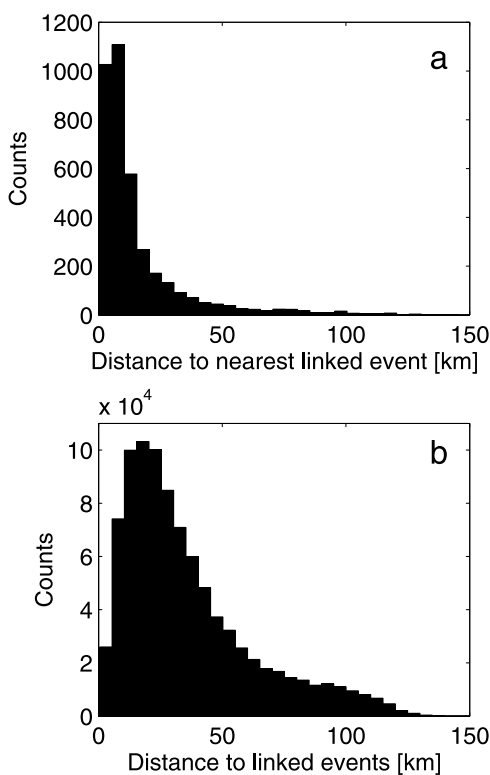 1200
1000
800
600
400
200
0
Counts
a
0 50 100 150
Distance to nearest linked event [km]
x 10^4
10
8
6
4
2
0
Counts
b
0 50 100 150
Distance to linked events [km]